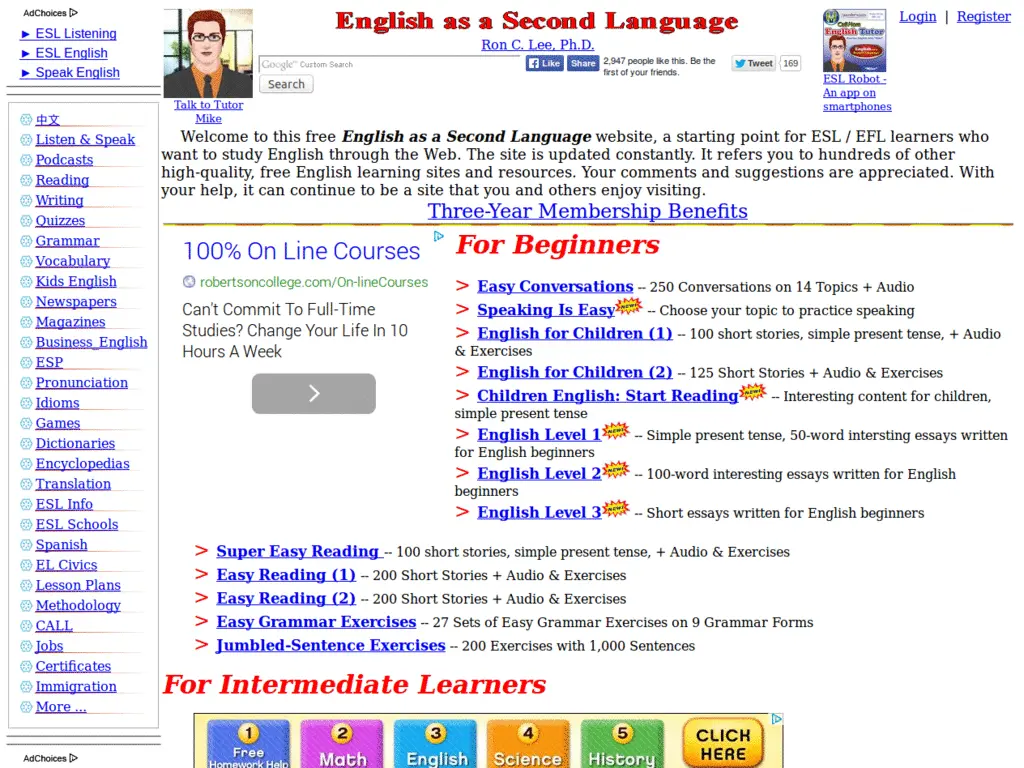 AdChoices
► ESL Listening
► ESL English
► Speak English
Talk to Tutor
Mike
English as a Second Language
Ron C. Lee, Ph.D.
Google™ Custom Search
Search
Like
Share
2,947 people like this. Be the
first of your friends.
Tweet
169
English Tutor
ESL Robot -
An app on
smartphones
Login | Register
中文
Listen & Speak
Podcasts
Reading
Writing
Quizzes
Grammar
Vocabulary
Kids English
Newspapers
Magazines
Business_English
ESP
Pronunciation
Idioms
Games
Dictionaries
Encyclopedias
Translation
ESL Info
ESL Schools
Spanish
EL Civics
Lesson Plans
Methodology
CALL
Jobs
Certificates
Immigration
More ...
AdChoices
Welcome to this free English as a Second Language website, a starting point for ESL / EFL learners who
want to study English through the Web. The site is updated constantly. It refers you to hundreds of other
high-quality, free English learning sites and resources. Your comments and suggestions are appreciated. With
your help, it can continue to be a site that you and others enjoy visiting.
Three-Year Membership Benefits
100% On Line Courses
robertsoncollege.com/On-lineCourses
Can't Commit To Full-Time
Studies? Change Your Life In 10
Hours A Week
For Beginners
> Easy Conversations -- 250 Conversations on 14 Topics + Audio
> Speaking Is Easy NEW! -- Choose your topic to practice speaking
> English for Children (1) -- 100 short stories, simple present tense, + Audio
& Exercises
> English for Children (2) -- 125 Short Stories + Audio & Exercises
> Children English: Start Reading NEW! -- Interesting content for children,
simple present tense
> English Level 1 NEW! -- Simple present tense, 50-word intersting essays written
for English beginners
> English Level 2 NEW! -- 100-word interesting essays written for English
beginners
> English Level 3 NEW! -- Short essays written for English beginners
> Super Easy Reading -- 100 short stories, simple present tense, + Audio & Exercises
> Easy Reading (1) -- 200 Short Stories + Audio & Exercises
> Easy Reading (2) -- 200 Short Stories + Audio & Exercises
> Easy Grammar Exercises -- 27 Sets of Easy Grammar Exercises on 9 Grammar Forms
> Jumbled-Sentence Exercises -- 200 Exercises with 1,000 Sentences
For Intermediate Learners
1 2 3 4 5
Free
Homework Help
Math
English
Science
History
CLICK
HERE